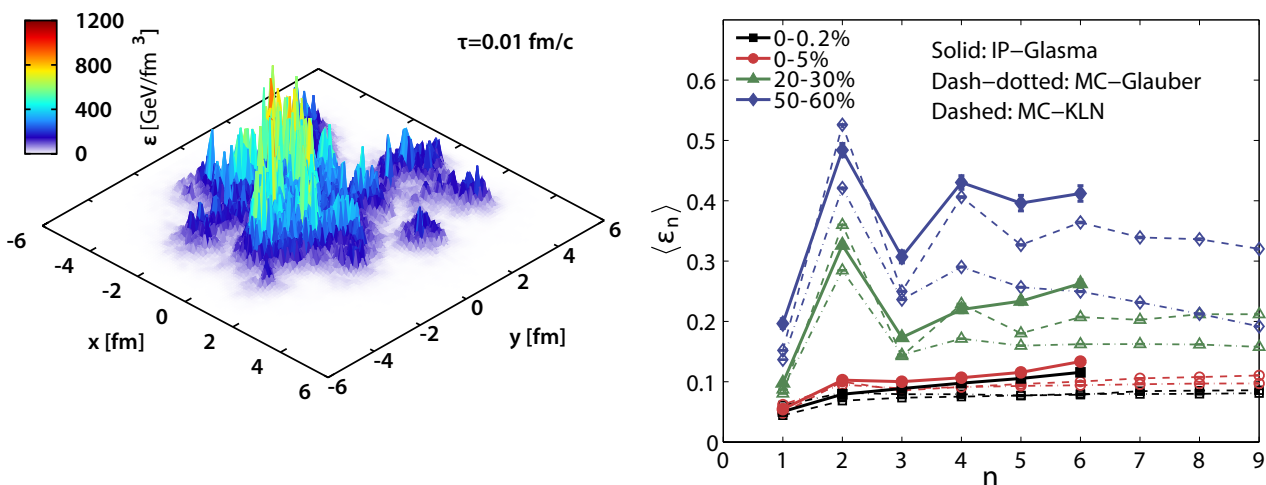 1200
800
400
0
ε [GeV/fm³]
τ=0.01 fm/c
-6
-4
-2
0
2
4
6
x [fm]
-6
-4
-2
0
2
4
6
y [fm]
0-0.2%
0-5%
20-30%
50-60%
Solid: IP-Glasma
Dash-dotted: MC-Glauber
Dashed: MC-KLN
0.6
0.5
0.4
0.3
0.2
0.1
0
⟨εn⟩
0 1 2 3 4 5 6 7 8 9
n